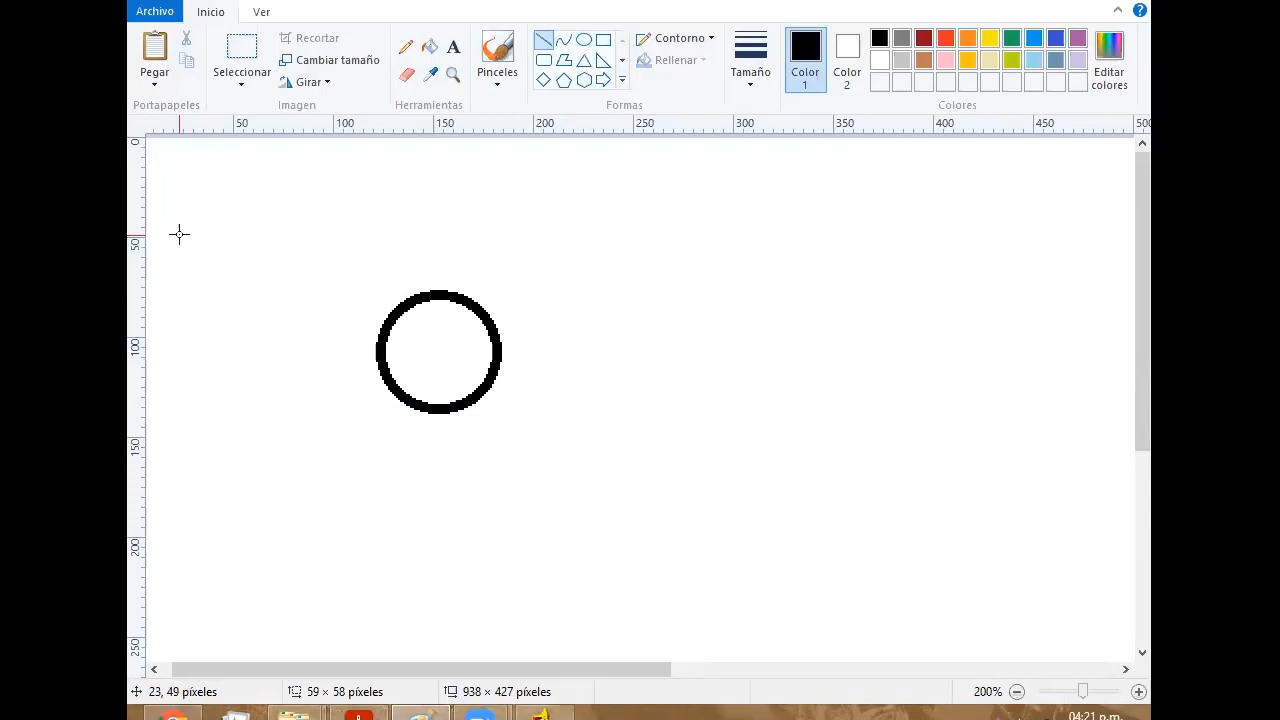 Archivo Inicio Ver
Recortar
Cambiar tamaño
Girar
Contorno
Rellenar
Pegar Seleccionar Pinceles Tamaño Color 1 Color 2 Editar colores
Portapapeles Imagen Herramientas Formas Colores
50 100 150 200 250 300 350 400 450 500
0
50
100
150
200
250
23, 49 píxeles 59 × 58 píxeles 938 × 427 píxeles 200%
04:21 p.m.